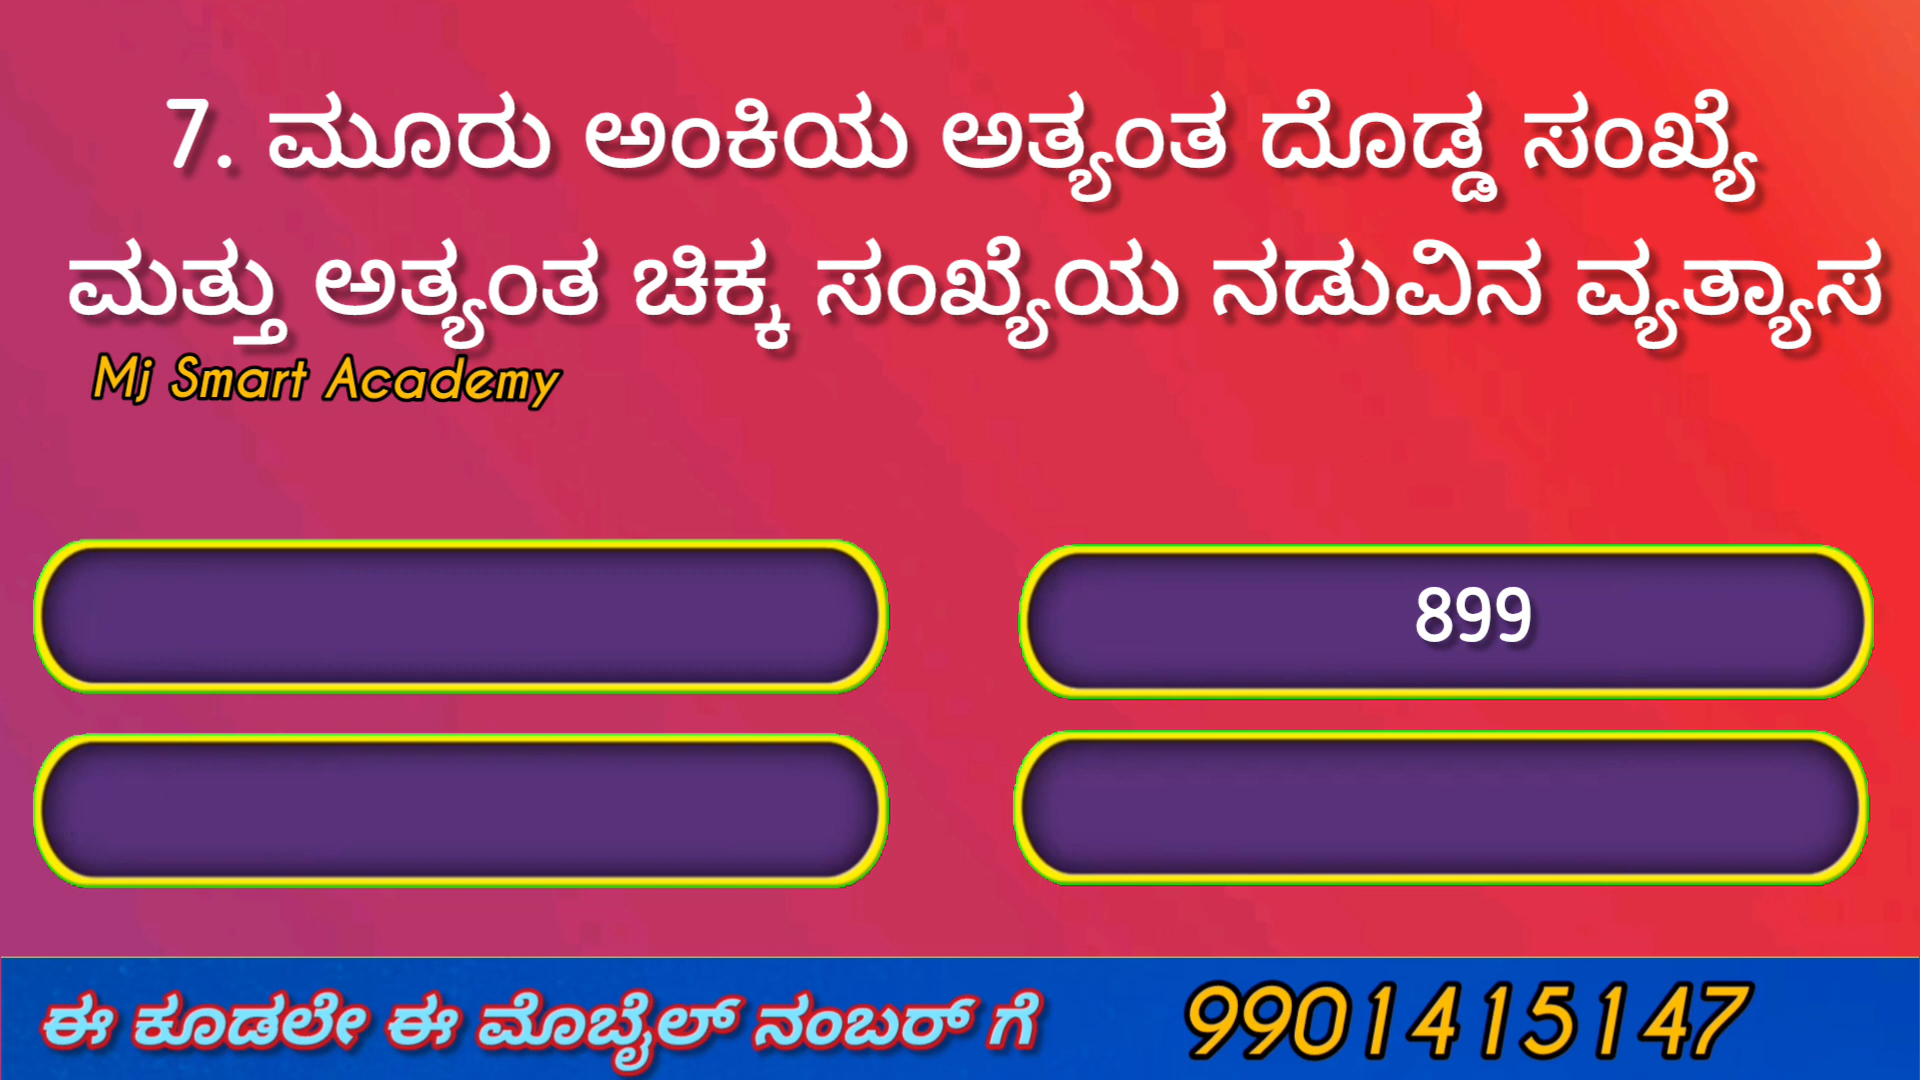 7. ಮೂರು ಅಂಕಿಯ ಅತ್ಯಂತ ದೊಡ್ಡ ಸಂಖ್ಯೆ
ಮತ್ತು ಅತ್ಯಂತ ಚಿಕ್ಕ ಸಂಖ್ಯೆಯ ನಡುವಿನ ವ್ಯತ್ಯಾಸ
Mj Smart Academy
899
ಈ ಕೂಡಲೇ ಈ ಮೊಬೈಲ್ ನಂಬರ್ ಗೆ 9901415147